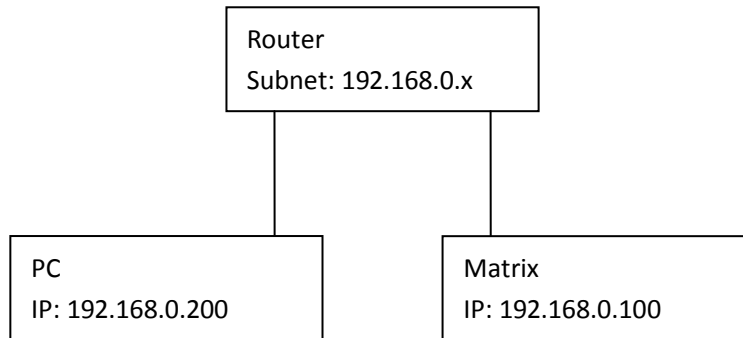 Router
Subnet: 192.168.0.x
PC
IP: 192.168.0.200
Matrix
IP: 192.168.0.100